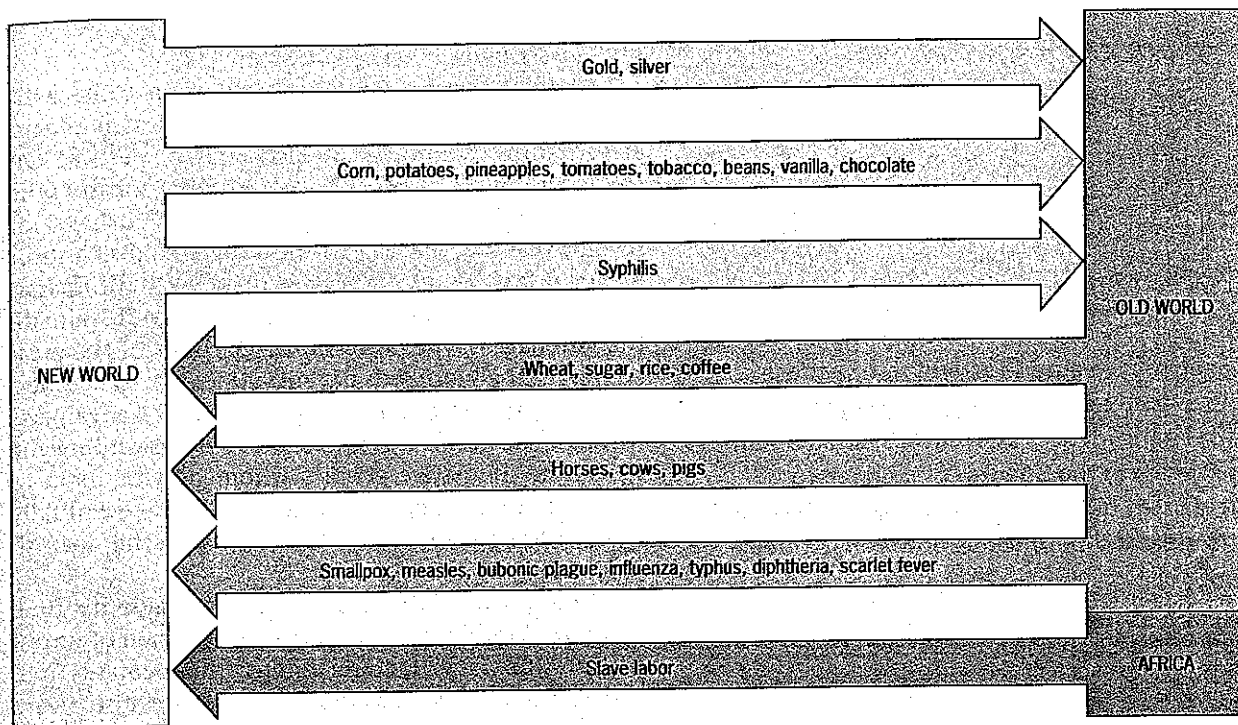 Gold, silver
Corn, potatoes, pineapples, tomatoes, tobacco, beans, vanilla, chocolate
Syphilis
OLD WORLD
NEW WORLD
Wheat, sugar, rice, coffee
Horses, cows, pigs
Smallpox, measles, bubonic plague, influenza, typhus, diphtheria, scarlet fever
Slave labor
AFRICA